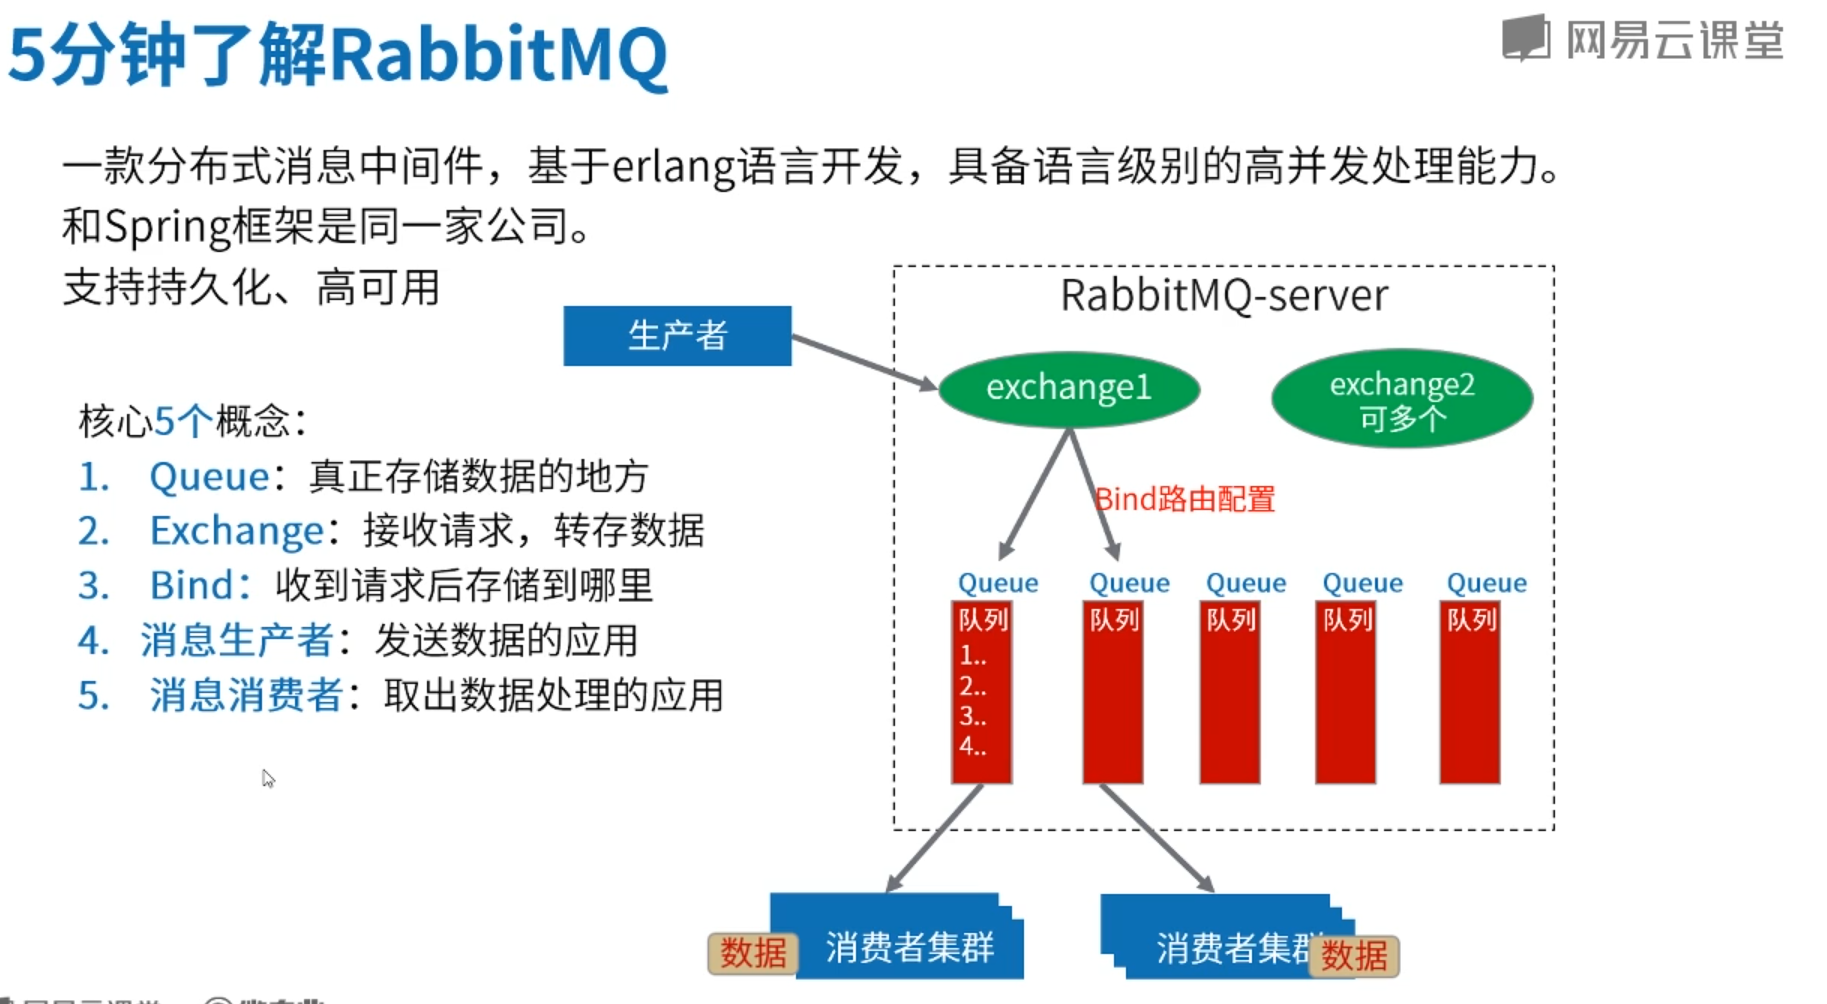 5分钟了解RabbitMQ
网易云课堂
一款分布式消息中间件，基于erlang语言开发，具备语言级别的高并发处理能力。
和Spring框架是同一家公司。
支持持久化、高可用
核心5个概念：
1. Queue：真正存储数据的地方
2. Exchange：接收请求，转存数据
3. Bind：收到请求后存储到哪里
4. 消息生产者：发送数据的应用
5. 消息消费者：取出数据处理的应用
生产者
RabbitMQ-server
exchange1
exchange2
可多个
Bind路由配置
Queue Queue Queue Queue Queue
队列 队列 队列 队列 队列
1..
2..
3..
4..
数据 消费者集群
消费者集群 数据